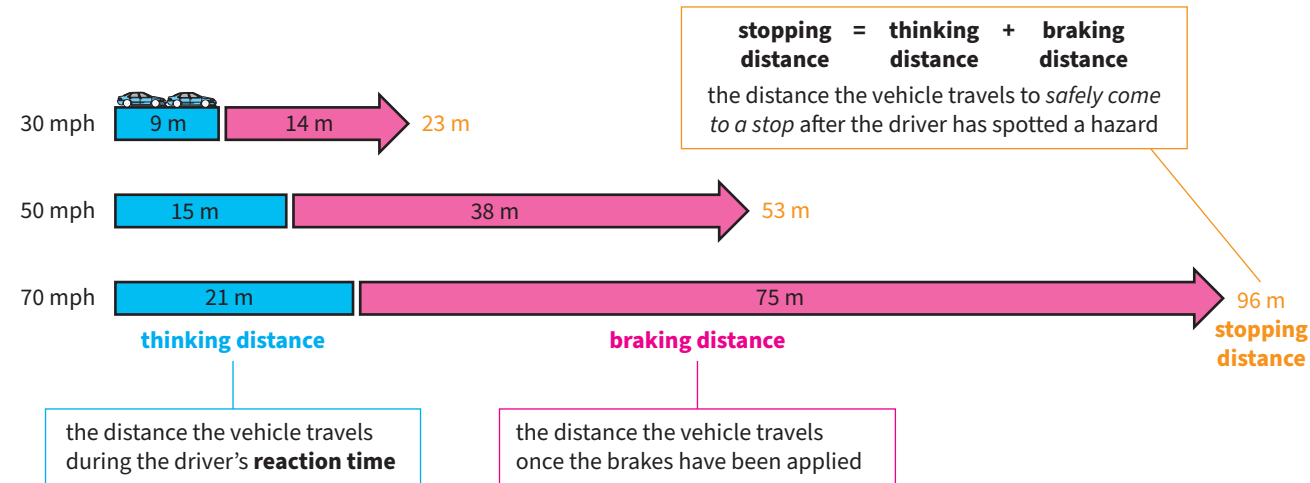 stopping = thinking + braking
distance distance distance
the distance the vehicle travels to safely come
to a stop after the driver has spotted a hazard
30 mph 9 m 14 m 23 m
50 mph 15 m 38 m 53 m
70 mph 21 m 75 m 96 m
thinking distance braking distance stopping
distance
the distance the vehicle travels
during the driver's reaction time
the distance the vehicle travels
once the brakes have been applied